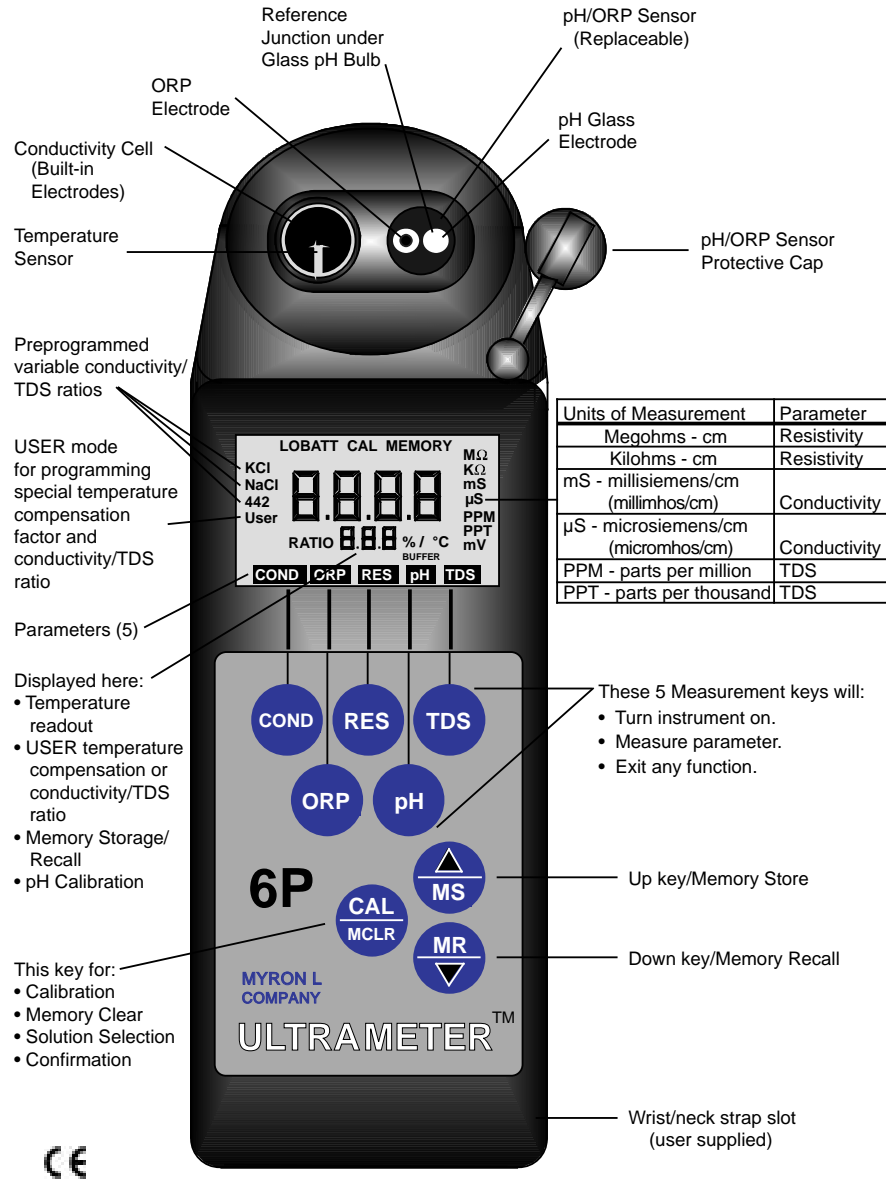 Reference
Junction under
Glass pH Bulb
pH/ORP Sensor
(Replaceable)
ORP
Electrode
pH Glass
Electrode
Conductivity Cell
(Built-in
Electrodes)
Temperature
Sensor
pH/ORP Sensor
Protective Cap
Preprogrammed
variable conductivity/
TDS ratios
USER mode
for programming
special temperature
compensation
factor and
conductivity/TDS
ratio
Parameters (5)
LOBATT CAL MEMORY
KCl
NaCl
442
User
8.8.8.8
MΩ
KΩ
mS
µS
PPM
PPT
mV
RATIO 8.8.8 % / °C
BUFFER
COND ORP RES pH TDS
Units of Measurement Parameter
Megohms - cm Resistivity
Kilohms - cm Resistivity
mS - millisiemens/cm
(millimhos/cm) Conductivity
µS - microsiemens/cm
(micromhos/cm) Conductivity
PPM - parts per million TDS
PPT - parts per thousand TDS
Displayed here:
• Temperature
readout
• USER temperature
compensation or
conductivity/TDS
ratio
• Memory Storage/
Recall
• pH Calibration
COND RES TDS
ORP pH
These 5 Measurement keys will:
• Turn instrument on.
• Measure parameter.
• Exit any function.
6P
MS
Up key/Memory Store
CAL
MCLR
MR
Down key/Memory Recall
This key for:
• Calibration
• Memory Clear
• Solution Selection
• Confirmation
MYRON L
COMPANY
ULTRAMETER™
Wrist/neck strap slot
(user supplied)
CE